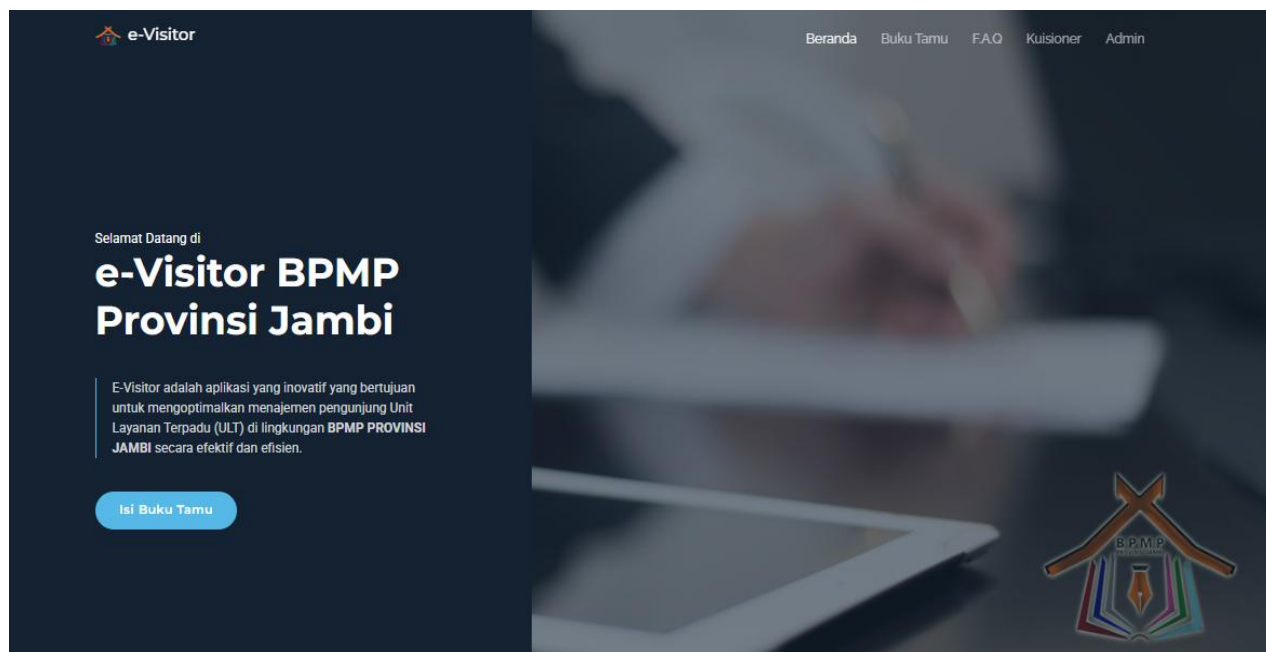 e-Visitor
Beranda Buku Tamu F.A.Q Kuisioner Admin
Selamat Datang di
e-Visitor BPMP
Provinsi Jambi
E-Visitor adalah aplikasi yang inovatif yang bertujuan
untuk mengoptimalkan menajemen pengunjung Unit
Layanan Terpadu (ULT) di lingkungan BPMP PROVINSI
JAMBI secara efektif dan efisien.
Isi Buku Tamu
BPMP